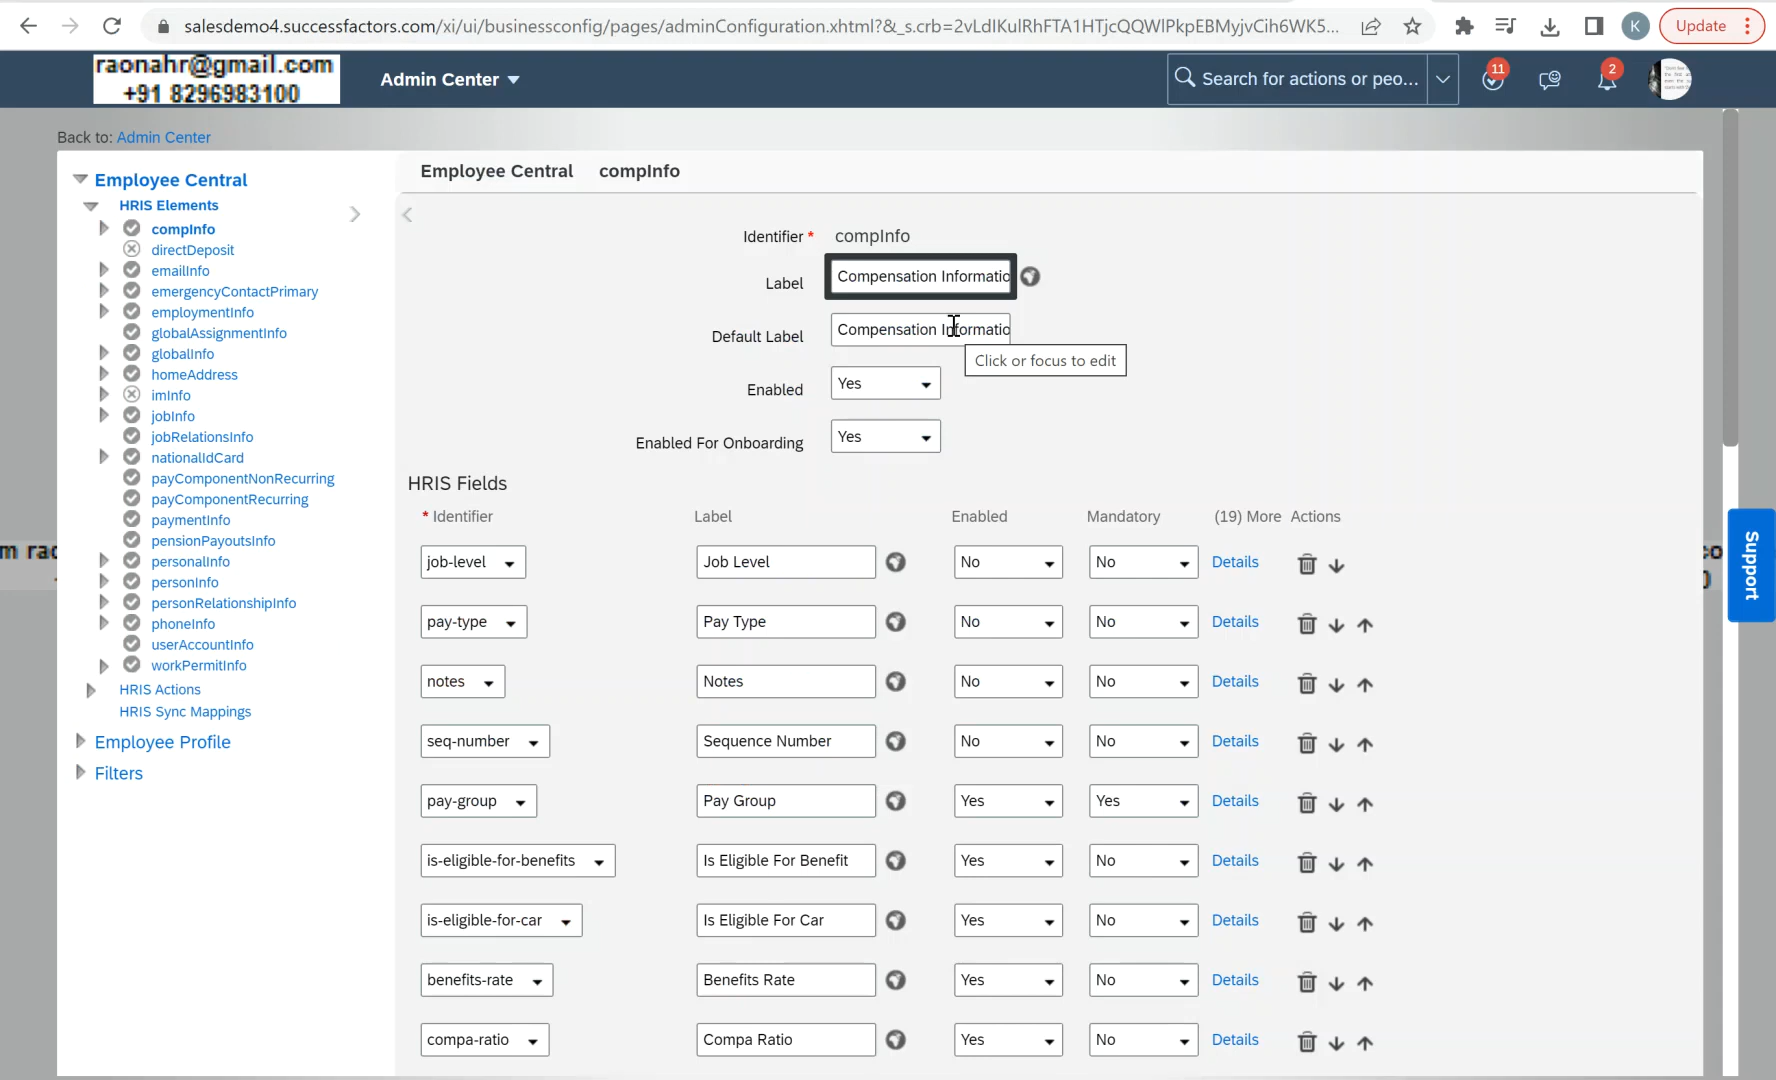 salesdemo4.successfactors.com/xi/ui/businessconfig/pages/adminConfiguration.xhtml?&_s.crb=2vLdlKulRhFTA1HTjcQQWlPkpEBMyjvCih6WK5...
K
Update
raonahr@gmail.com
+91 8296983100
Admin Center
Search for actions or peo...
11
2
Back to: Admin Center
Employee Central
HRIS Elements
compInfo
directDeposit
emailInfo
emergencyContactPrimary
employmentInfo
globalAssignmentInfo
globalInfo
homeAddress
imInfo
jobInfo
jobRelationsInfo
nationalIdCard
payComponentNonRecurring
payComponentRecurring
paymentInfo
pensionPayoutsInfo
personalInfo
personInfo
personRelationshipInfo
phoneInfo
userAccountInfo
workPermitInfo
HRIS Actions
HRIS Sync Mappings
Employee Profile
Filters
Employee Central compInfo
Identifier * compInfo
Label Compensation Informatio
Default Label Compensation Informatio
Click or focus to edit
Enabled Yes
Enabled For Onboarding Yes
HRIS Fields
* Identifier Label Enabled Mandatory (19) More Actions
job-level Job Level No No Details
pay-type Pay Type No No Details
notes Notes No No Details
seq-number Sequence Number No No Details
pay-group Pay Group Yes Yes Details
is-eligible-for-benefits Is Eligible For Benefit Yes No Details
is-eligible-for-car Is Eligible For Car Yes No Details
benefits-rate Benefits Rate Yes No Details
compa-ratio Compa Ratio Yes No Details
Support